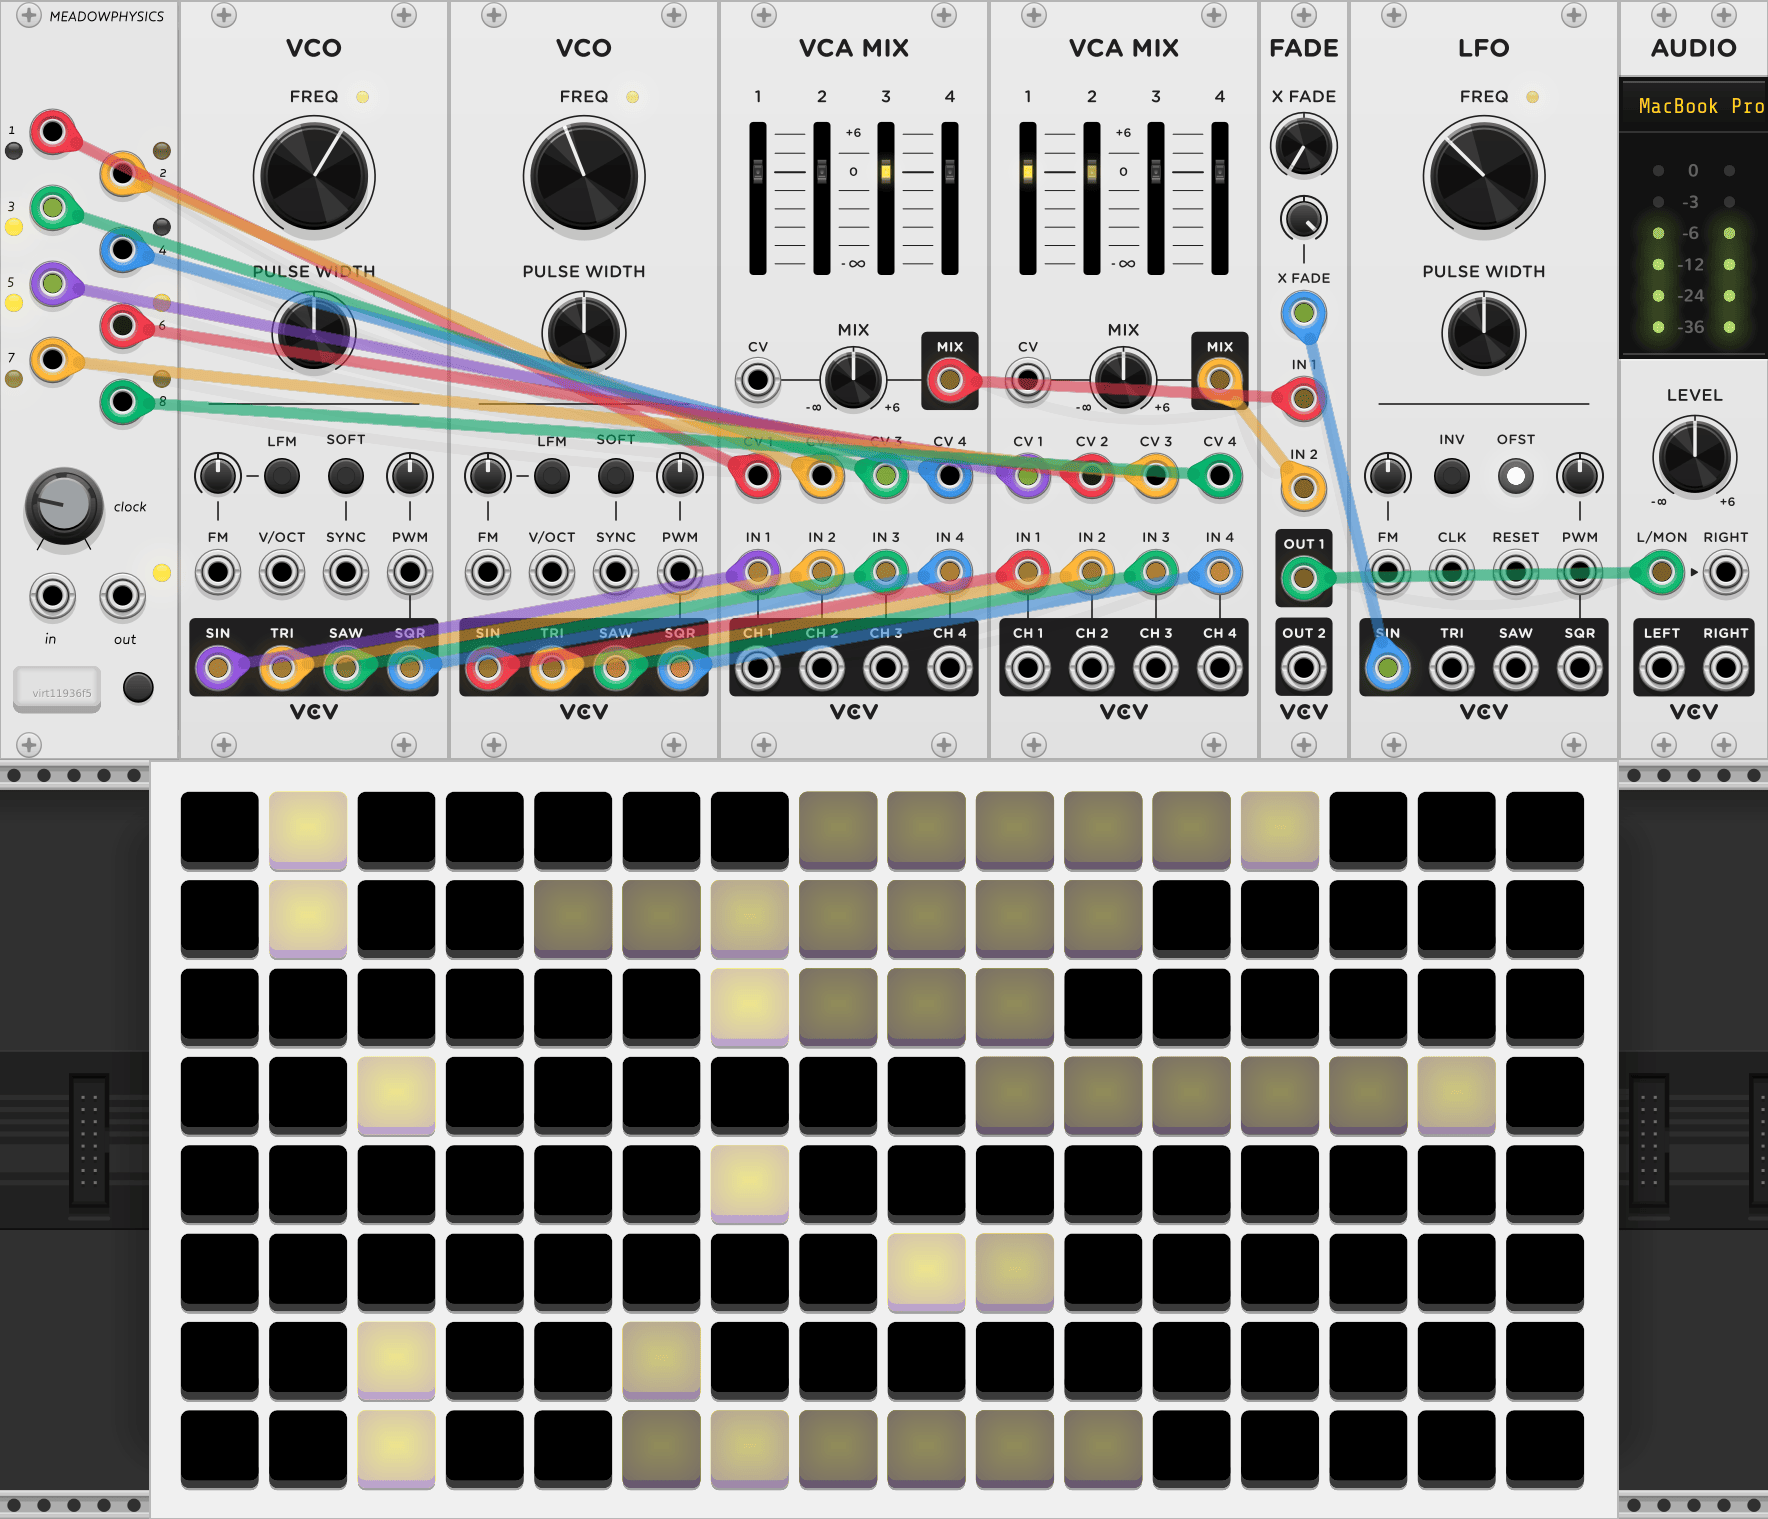 MEADOWPHYSICS
1
2
3
4
5
6
7
8
clock
in
out
virt11936f5
VCO
FREQ
PULSE WIDTH
LFM SOFT
FM V/OCT SYNC PWM
SIN TRI SAW SQR
VCV
VCO
FREQ
PULSE WIDTH
LFM SOFT
FM V/OCT SYNC PWM
SIN TRI SAW SQR
VCV
VCA MIX
1 2 3 4
+6
0
-∞
MIX
CV
MIX
-∞ +6
CV 1 CV 2 CV 3 CV 4
IN 1 IN 2 IN 3 IN 4
CH 1 CH 2 CH 3 CH 4
VCV
VCA MIX
1 2 3 4
+6
0
-∞
MIX
CV
MIX
-∞ +6
CV 1 CV 2 CV 3 CV 4
IN 1 IN 2 IN 3 IN 4
CH 1 CH 2 CH 3 CH 4
VCV
FADE
X FADE
X FADE
IN 1
IN 2
OUT 1
OUT 2
VCV
LFO
FREQ
PULSE WIDTH
INV OFST
FM CLK RESET PWM
SIN TRI SAW SQR
VCV
AUDIO
MacBook Pro
0
-3
-6
-12
-24
-36
LEVEL
-∞ +6
L/MON RIGHT
LEFT RIGHT
VCV